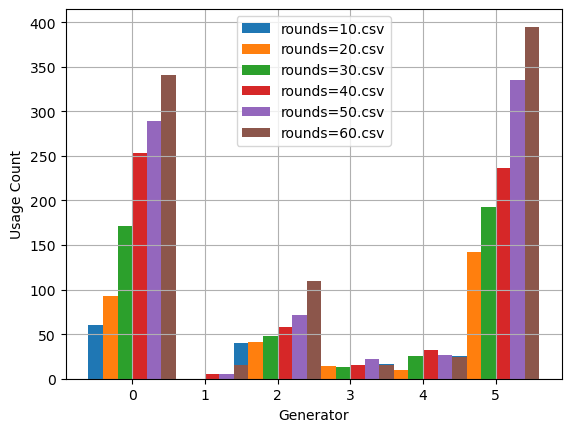 rounds=10.csv
rounds=20.csv
rounds=30.csv
rounds=40.csv
rounds=50.csv
rounds=60.csv
400
350
300
250
200
150
100
50
0
Usage Count
0 1 2 3 4 5
Generator